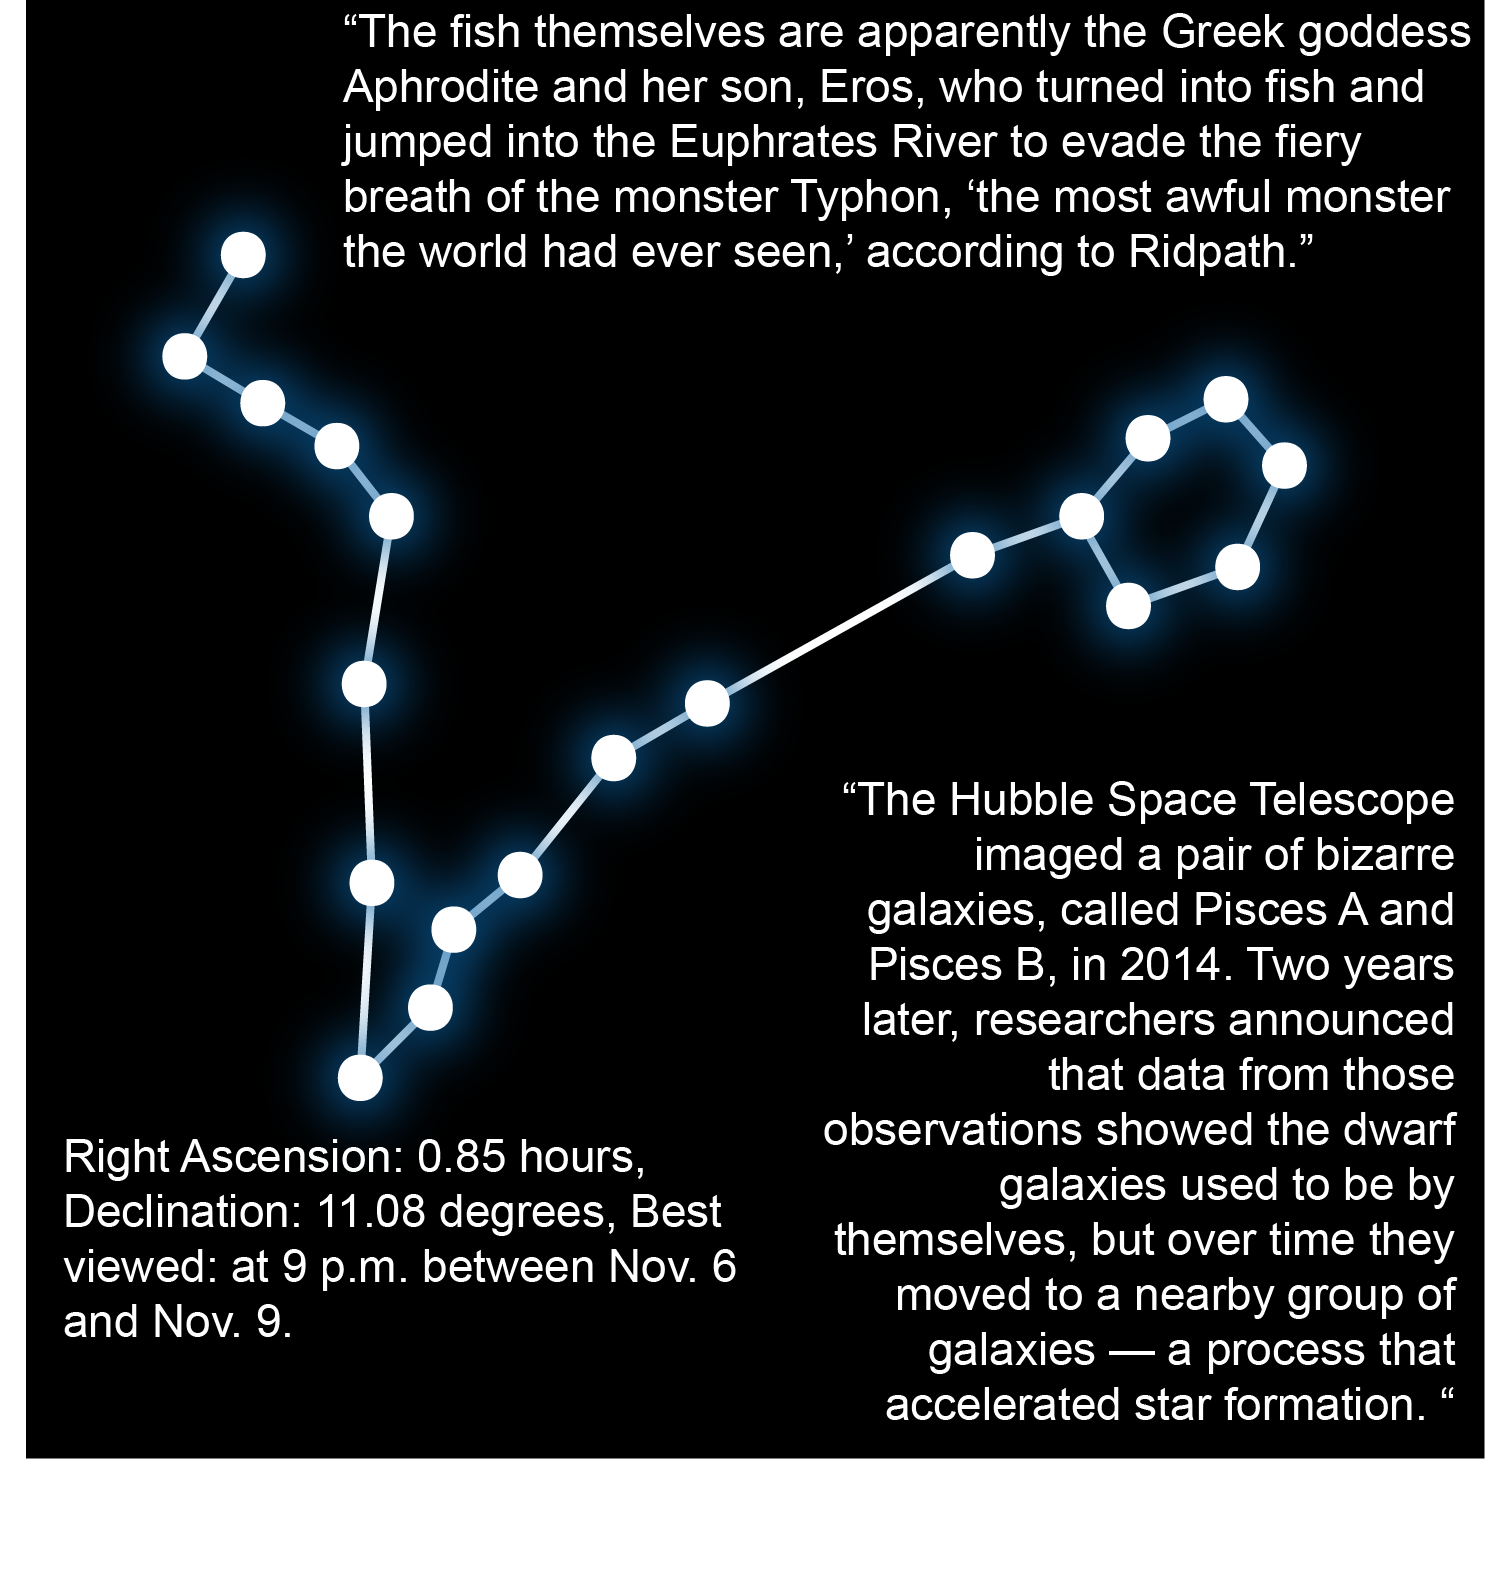 “The fish themselves are apparently the Greek goddess
Aphrodite and her son, Eros, who turned into fish and
jumped into the Euphrates River to evade the fiery
breath of the monster Typhon, ‘the most awful monster
the world had ever seen,’ according to Ridpath.”
“The Hubble Space Telescope
imaged a pair of bizarre
galaxies, called Pisces A and
Pisces B, in 2014. Two years
later, researchers announced
that data from those
observations showed the dwarf
galaxies used to be by
themselves, but over time they
moved to a nearby group of
galaxies — a process that
accelerated star formation. “
Right Ascension: 0.85 hours,
Declination: 11.08 degrees, Best
viewed: at 9 p.m. between Nov. 6
and Nov. 9.